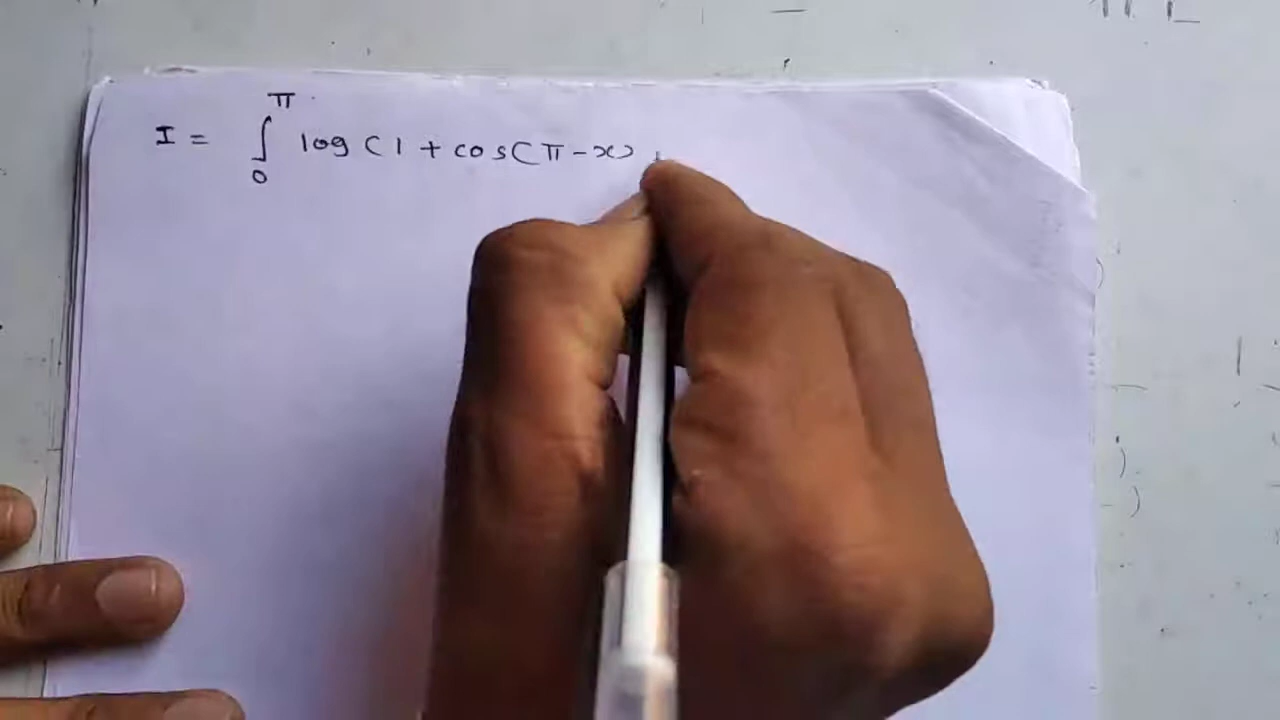 I = ∫₀^π log(1 + cos(π - x)